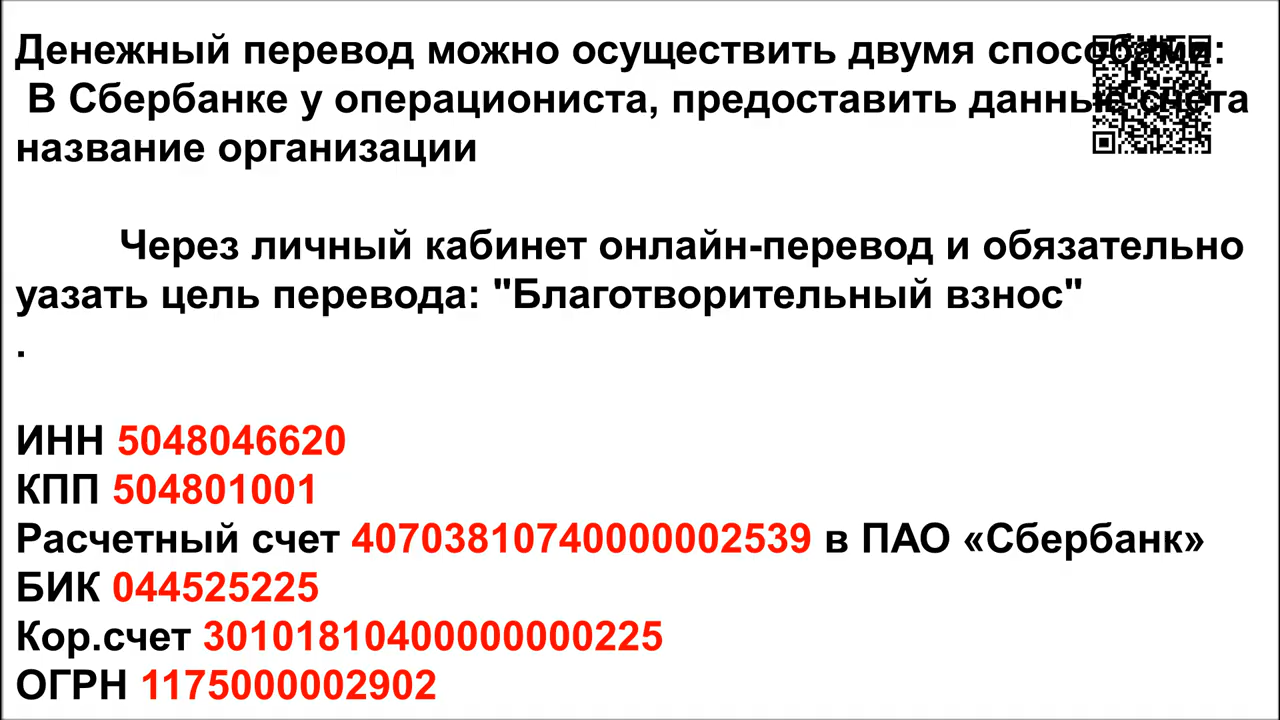 Денежный перевод можно осуществить двумя способами:
В Сбербанке у операциониста, предоставить данные счета
название организации
Через личный кабинет онлайн-перевод и обязательно
уазать цель перевода: "Благотворительный взнос"
.
ИНН 5048046620
КПП 504801001
Расчетный счет 40703810740000002539 в ПАО «Сбербанк»
БИК 044525225
Кор.счет 30101810400000000225
ОГРН 1175000002902